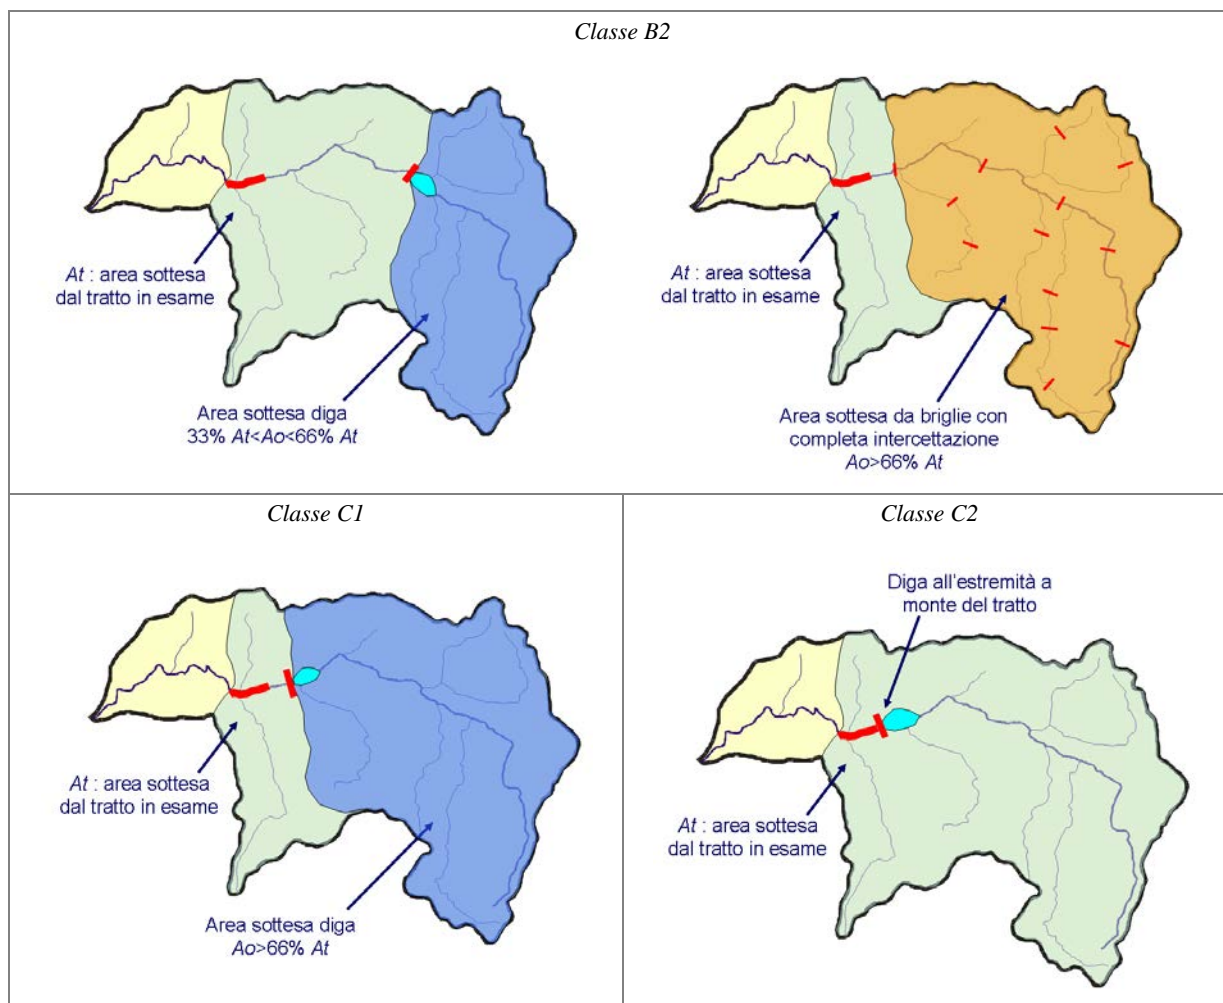 Classe B2
At : area sottesa
dal tratto in esame
Area sottesa diga
33% At<Ao<66% At
At : area sottesa
dal tratto in esame
Area sottesa da briglie con
completa intercettazione
Ao>66% At
Classe C1
At : area sottesa
dal tratto in esame
Area sottesa diga
Ao>66% At
Classe C2
Diga all'estremità a
monte del tratto
At : area sottesa
dal tratto in esame